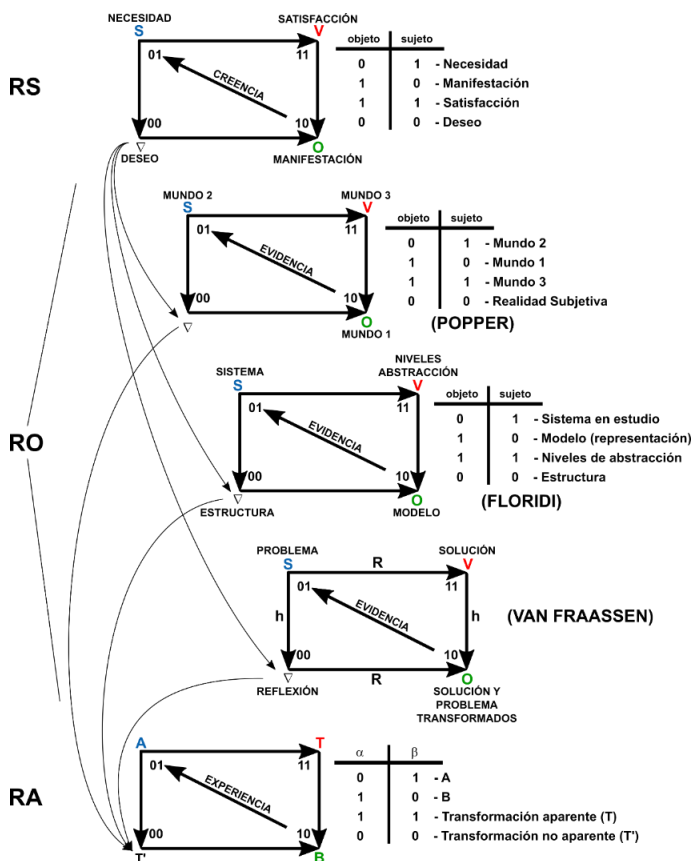 NECESIDAD SATISFACCIÓN
S V
01 11
CREENCIA
00 10
▽ O
DESEO MANIFESTACIÓN
RS
objeto sujeto
0 1 - Necesidad
1 0 - Manifestación
1 1 - Satisfacción
0 0 - Deseo
MUNDO 2 MUNDO 3
S V
01 11
EVIDENCIA
00 10
▽ O
MUNDO 1
objeto sujeto
0 1 - Mundo 2
1 0 - Mundo 1
1 1 - Mundo 3
0 0 - Realidad Subjetiva
(POPPER)
RO
SISTEMA NIVELES
ABSTRACCIÓN
S V
01 11
EVIDENCIA
00 10
▽ O
ESTRUCTURA MODELO
objeto sujeto
0 1 - Sistema en estudio
1 0 - Modelo (representación)
1 1 - Niveles de abstracción
0 0 - Estructura
(FLORIDI)
PROBLEMA SOLUCIÓN
S R V
01 11
h EVIDENCIA h
00 10
▽ R O
REFLEXIÓN SOLUCIÓN Y
PROBLEMA
TRANSFORMADOS
(VAN FRAASSEN)
RA
A T
01 11
EXPERIENCIA
00 10
T' B
α β
0 1 - A
1 0 - B
1 1 - Transformación aparente (T)
0 0 - Transformación no aparente (T')